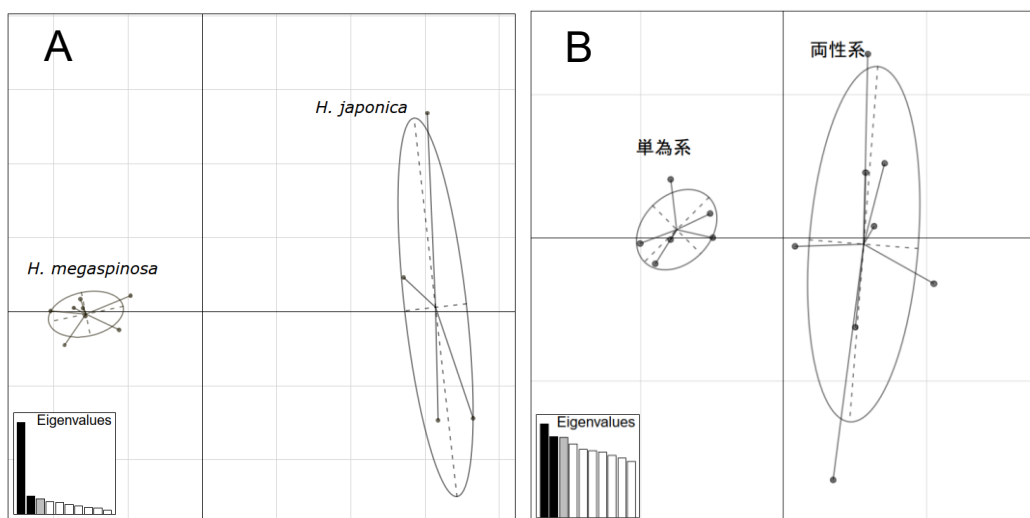 A
H. japonica
H. megaspinosa
Eigenvalues
B
両性系
単為系
Eigenvalues